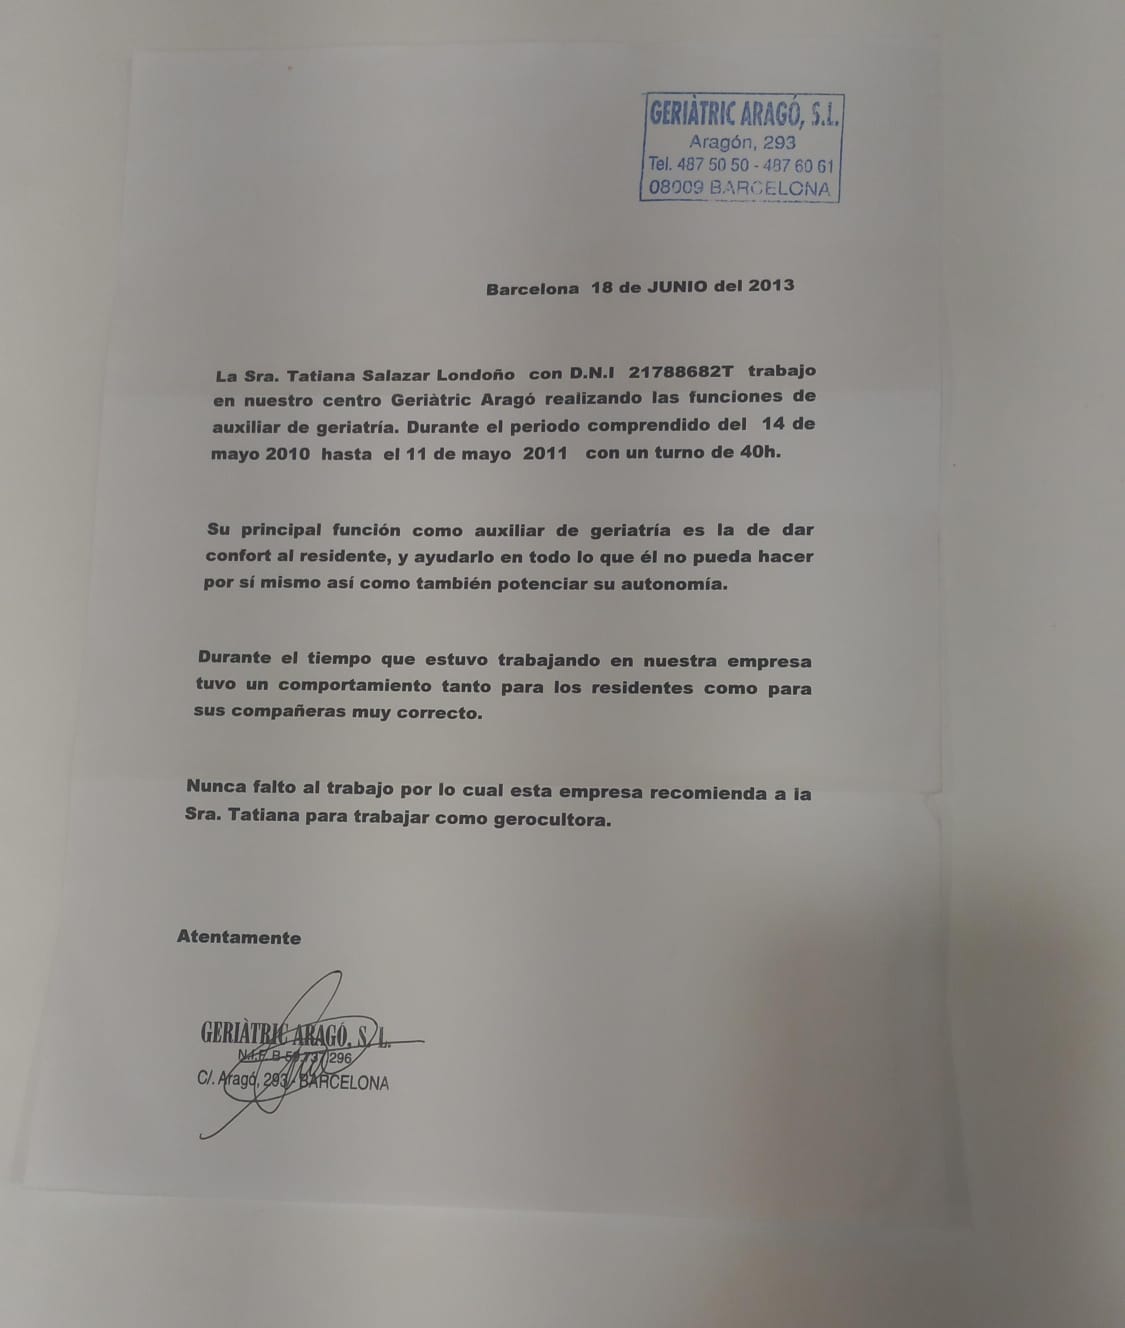 GERIÀTRIC ARAGÓ, S.L.
Aragón, 293
Tel. 487 50 50 - 487 60 61
08009 BARCELONA
Barcelona 18 de JUNIO del 2013
La Sra. Tatiana Salazar Londoño con D.N.I 21788682T trabajo
en nuestro centro Geriàtric Aragó realizando las funciones de
auxiliar de geriatría. Durante el periodo comprendido del 14 de
mayo 2010 hasta el 11 de mayo 2011 con un turno de 40h.
Su principal función como auxiliar de geriatría es la de dar
confort al residente, y ayudarlo en todo lo que él no pueda hacer
por sí mismo así como también potenciar su autonomía.
Durante el tiempo que estuvo trabajando en nuestra empresa
tuvo un comportamiento tanto para los residentes como para
sus compañeras muy correcto.
Nunca falto al trabajo por lo cual esta empresa recomienda a la
Sra. Tatiana para trabajar como gerocultora.
Atentamente
GERIÀTRIC ARAGÓ, S.L.
N.I.F.
C/. Aragó, 293 - BARCELONA